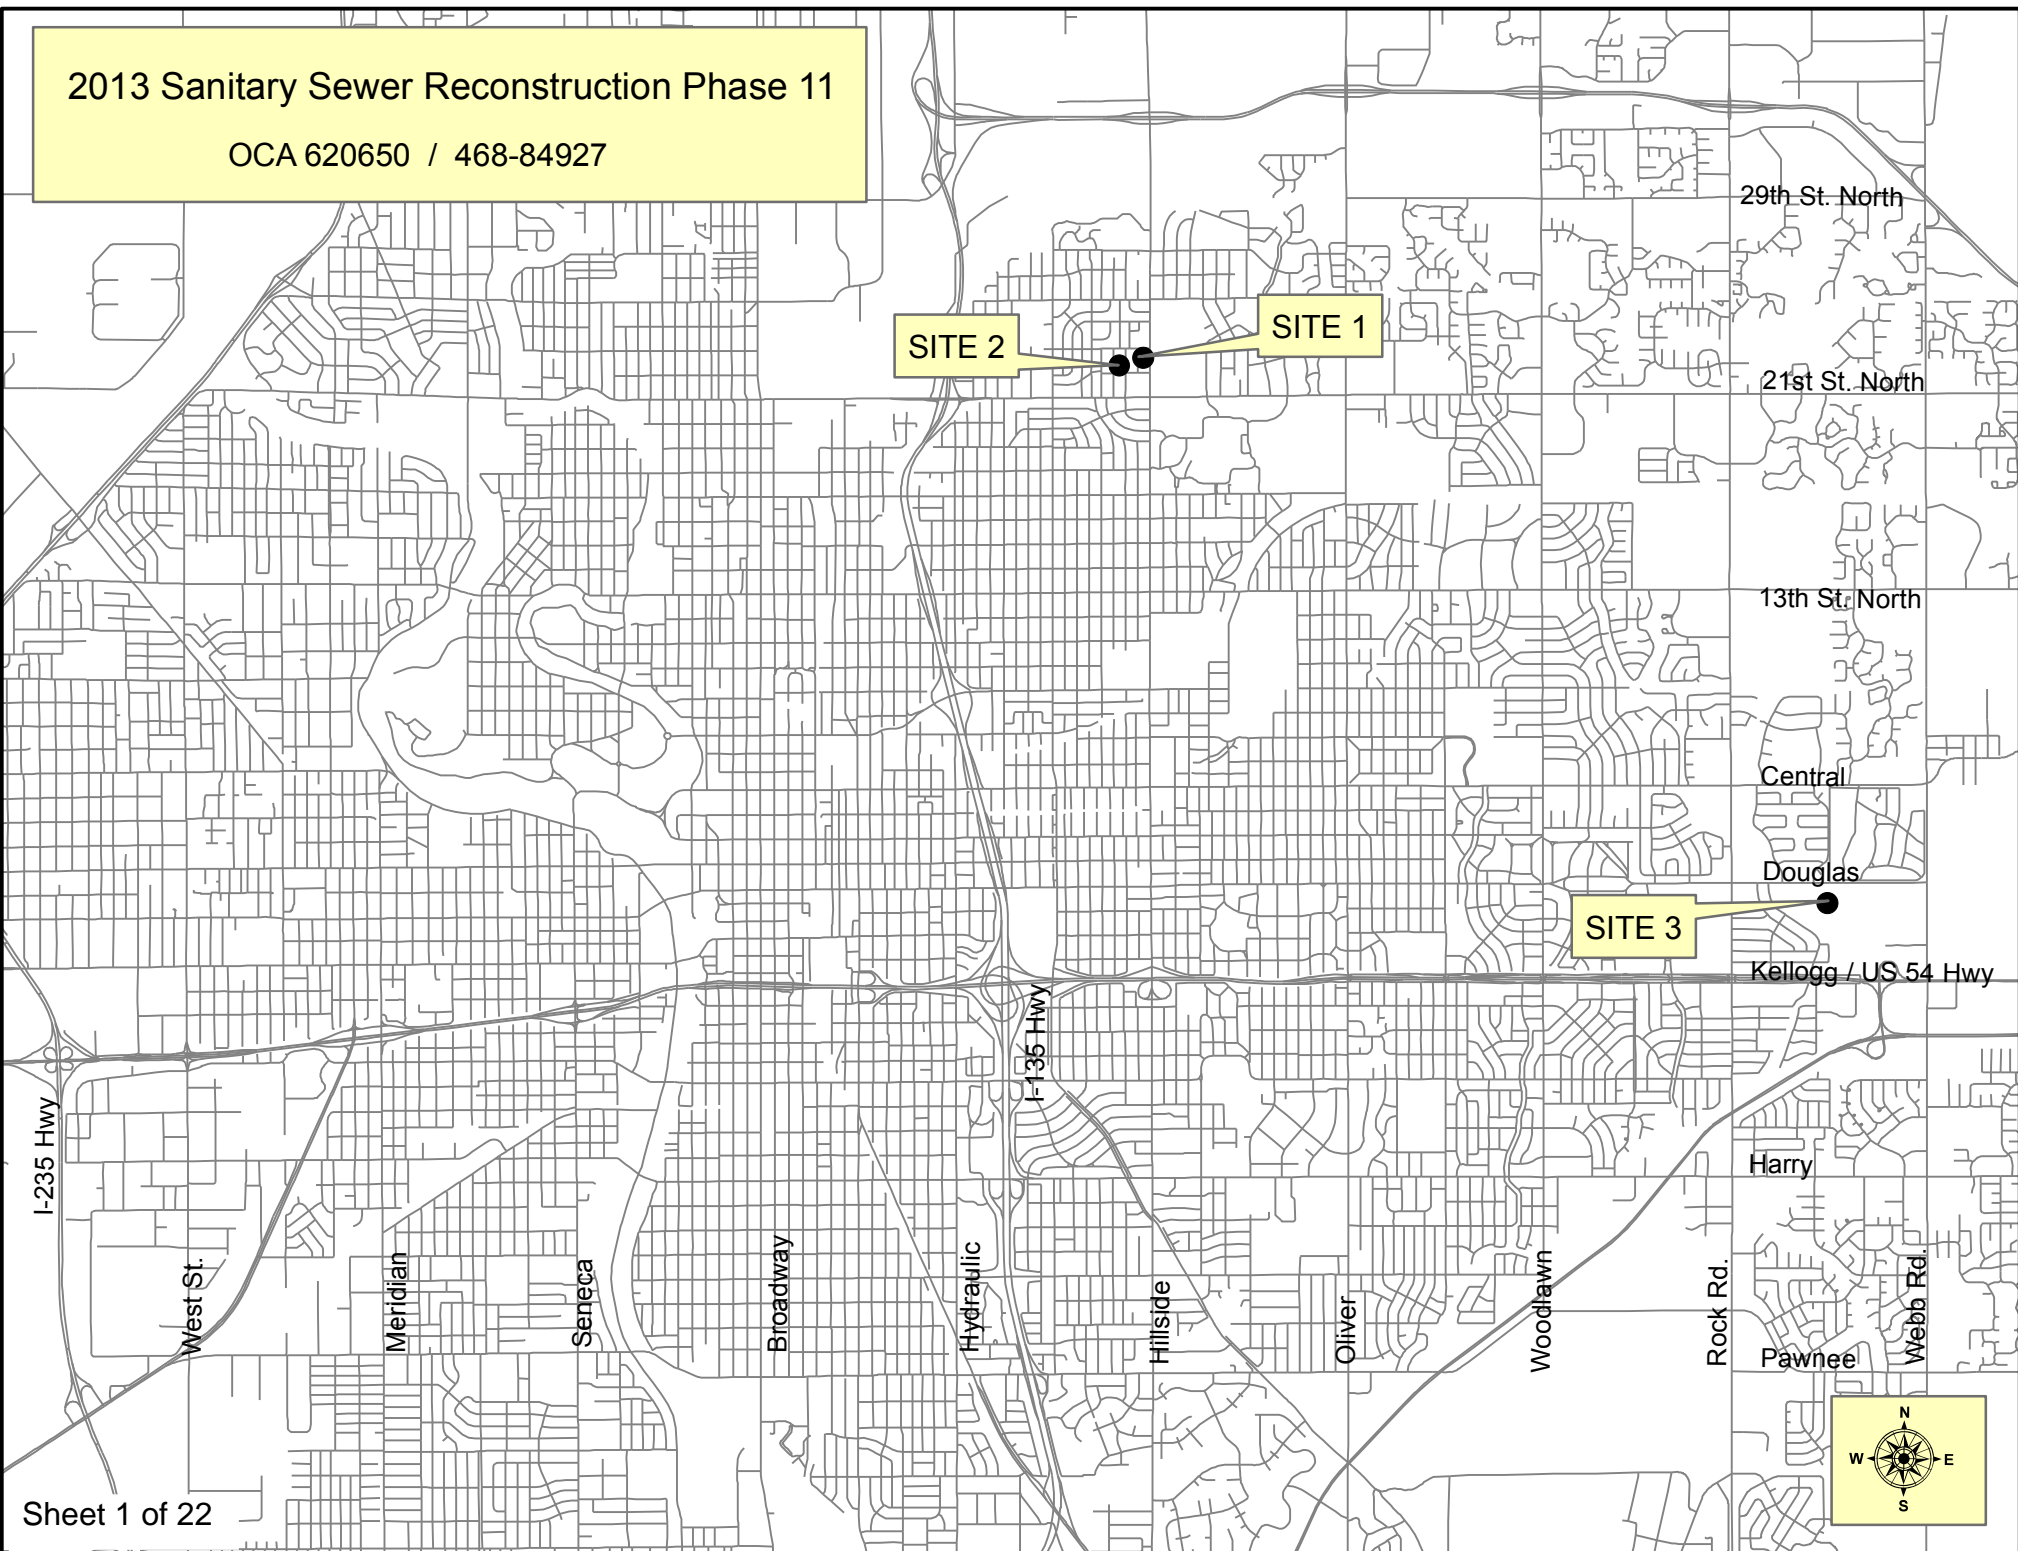 2013 Sanitary Sewer Reconstruction Phase 11
OCA 620650 / 468-84927
29th St. North
SITE 1
SITE 2
21st St. North
13th St. North
Central
Douglas
SITE 3
Kellogg / US 54 Hwy
I-135 Hwy
I-235 Hwy
Harry
West St.
Meridian
Seneca
Broadway
Hydraulic
Hillside
Oliver
Woodlawn
Rock Rd.
Webb Rd.
Pawnee
N
W
E
S
Sheet 1 of 22